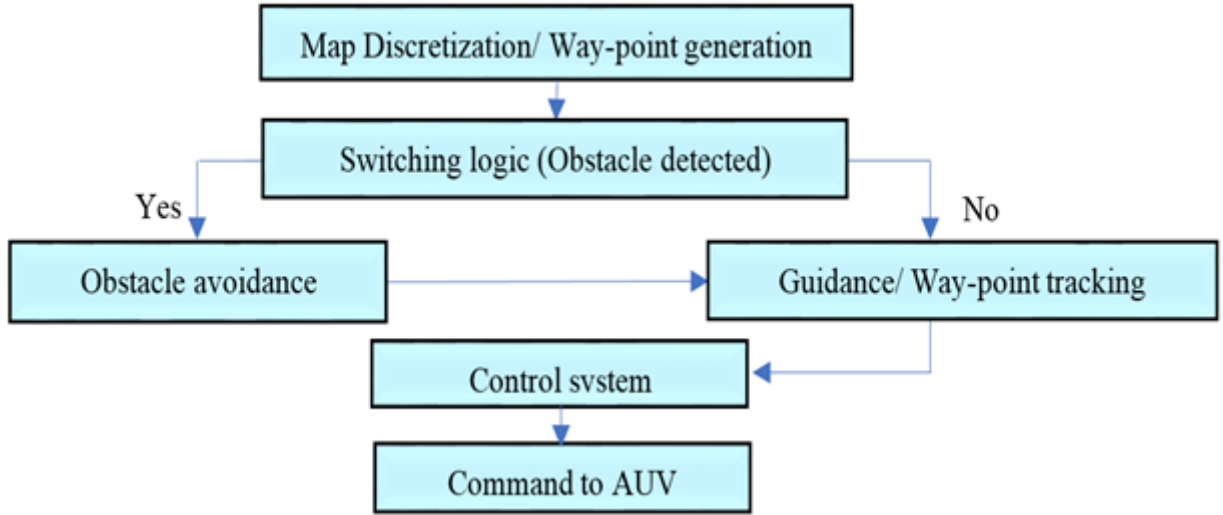 Map Discretization/ Way-point generation
Switching logic (Obstacle detected)
Yes
No
Obstacle avoidance
Guidance/ Way-point tracking
Control svstem
Command to AUV